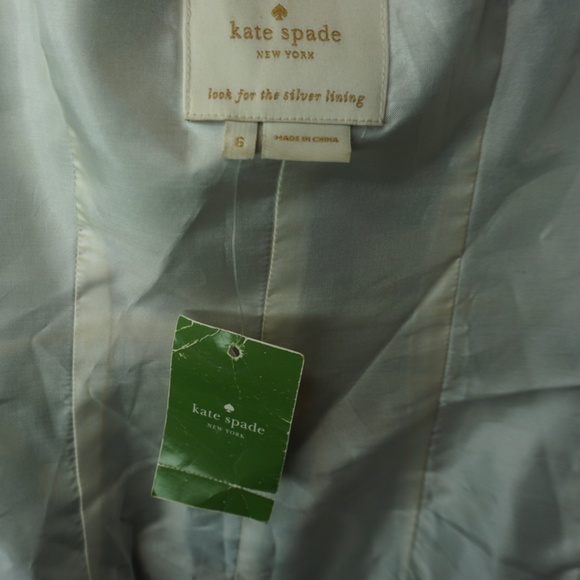 kate spade
NEW YORK
look for the silver lining
6
MADE IN CHINA
kate spade
NEW YORK